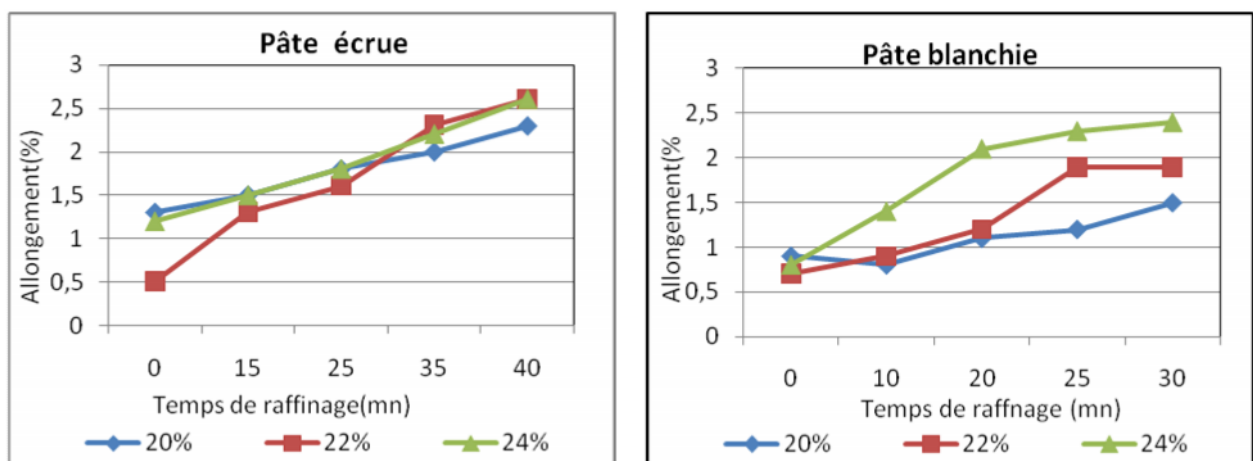 Pâte écrue
3
2,5
2
1,5
1
0,5
0
Allongement(%)
0 15 25 35 40
Temps de raffinage(mn)
20% 22% 24%
Pâte blanchie
3
2,5
2
1,5
1
0,5
0
Allongement(%
0 10 20 25 30
Temps de raffnage (mn)
20% 22% 24%